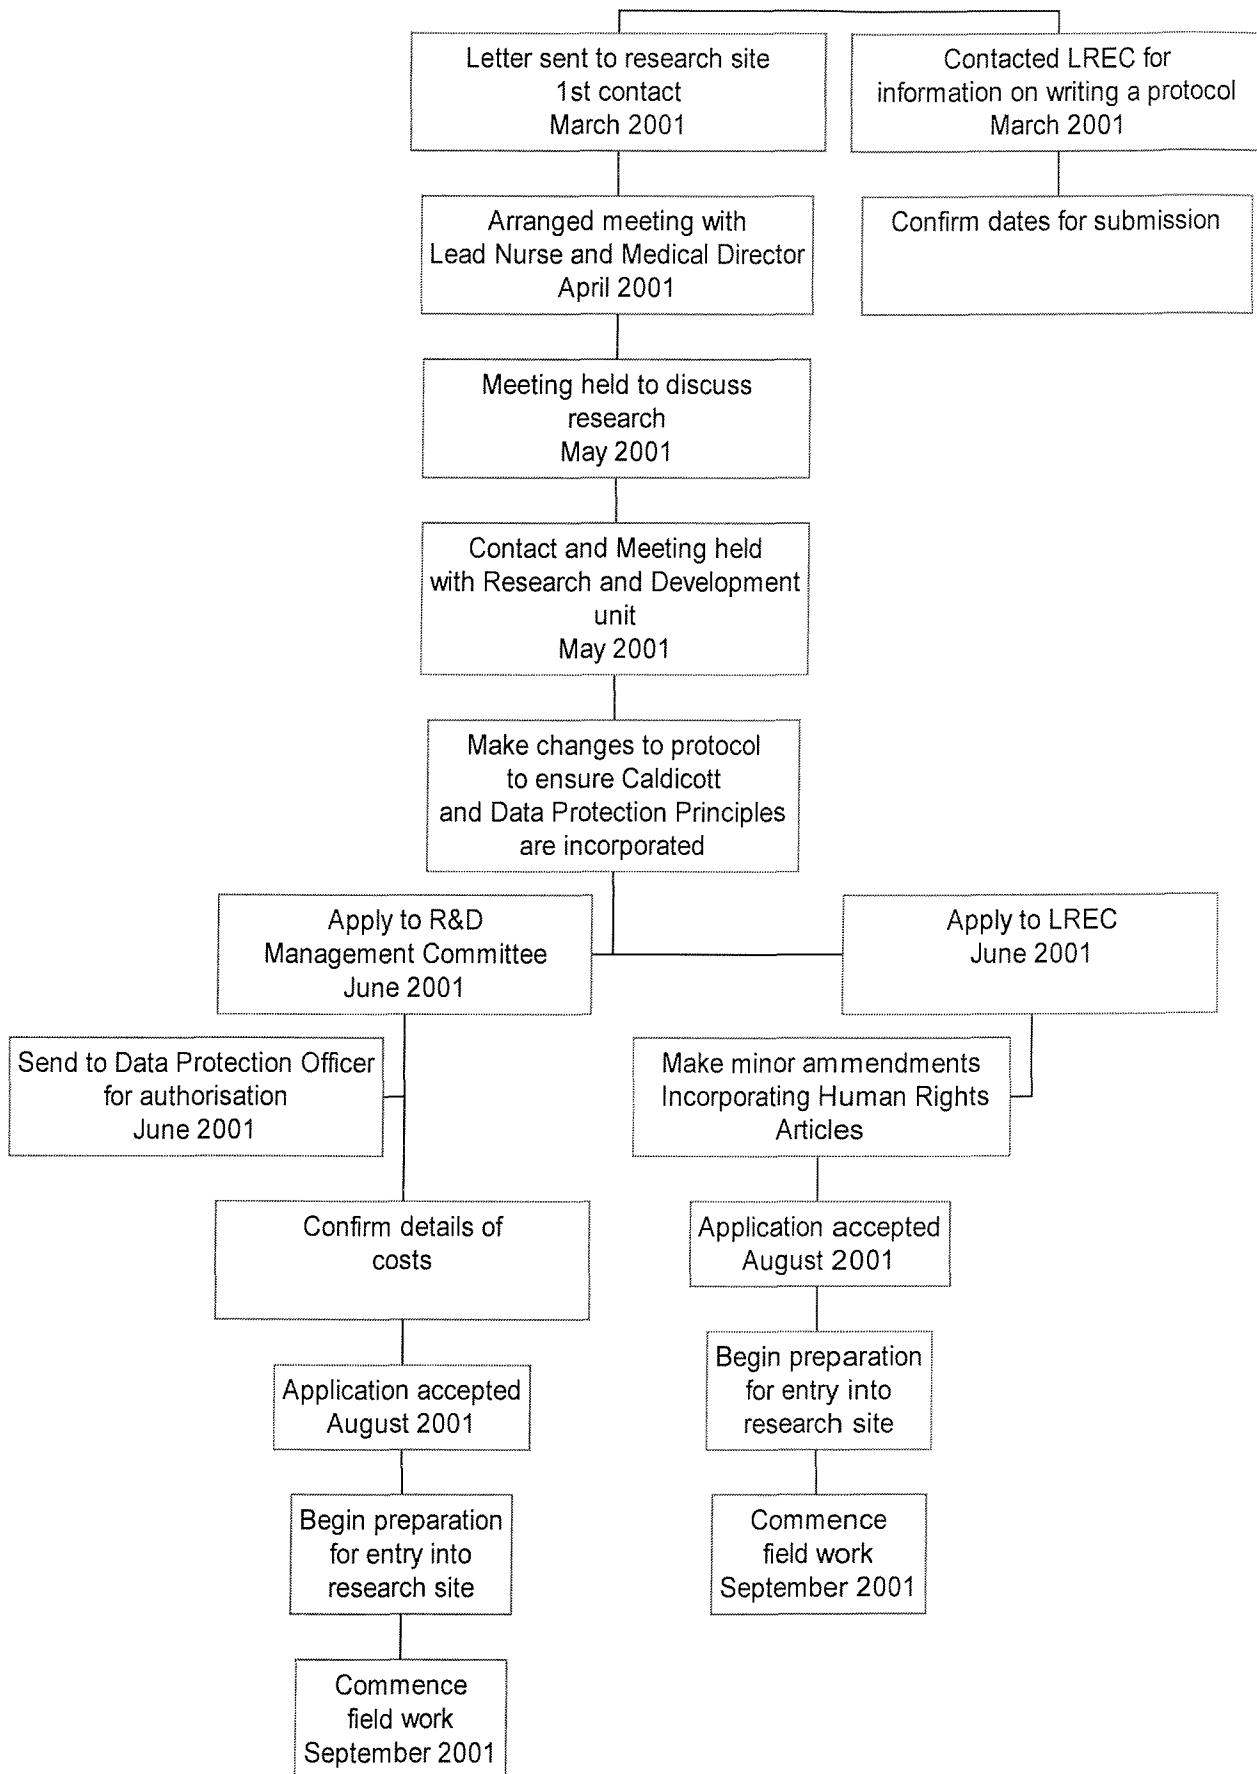 Letter sent to research site
1st contact
March 2001
Contacted LREC for
information on writing a protocol
March 2001
Arranged meeting with
Lead Nurse and Medical Director
April 2001
Confirm dates for submission
Meeting held to discuss
research
May 2001
Contact and Meeting held
with Research and Development
unit
May 2001
Make changes to protocol
to ensure Caldicott
and Data Protection Principles
are incorporated
Apply to R&D
Management Committee
June 2001
Apply to LREC
June 2001
Send to Data Protection Officer
for authorisation
June 2001
Make minor ammendments
Incorporating Human Rights
Articles
Confirm details of
costs
Application accepted
August 2001
Application accepted
August 2001
Begin preparation
for entry into
research site
Begin preparation
for entry into
research site
Commence
field work
September 2001
Commence
field work
September 2001